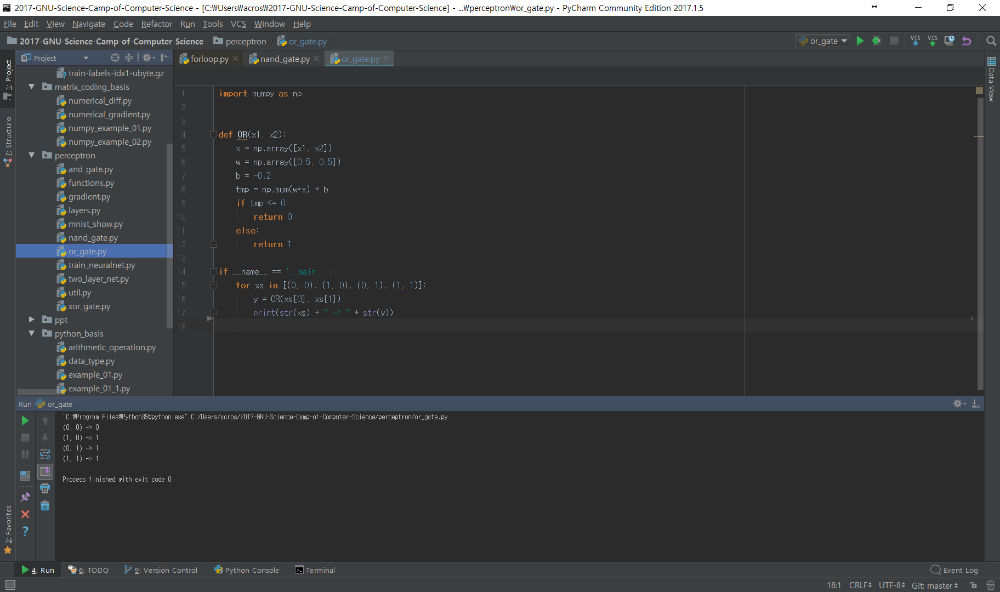 PC 2017-GNU-Science-Camp-of-Computer-Science - [C:₩Users₩acros₩2017-GNU-Science-Camp-of-Computer-Science] - ...₩perceptron₩or_gate.py - PyCharm Community Edition 2017.1.5
File Edit View Navigate Code Refactor Run Tools VCS Window Help
2017-GNU-Science-Camp-of-Computer-Science perceptron or_gate.py or_gate VCS VCS
Project forloop.py nand_gate.py or_gate.py
1: Project
7: Structure
2: Favorites
Data View
train-labels-idx1-ubyte.gz
matrix_coding_basis
numerical_diff.py
numerical_gradient.py
numpy_example_01.py
numpy_example_02.py
perceptron
and_gate.py
functions.py
gradient.py
layers.py
mnist_show.py
nand_gate.py
or_gate.py
train_neuralnet.py
two_layer_net.py
util.py
xor_gate.py
ppt
python_basis
arithmetic_operation.py
data_type.py
example_01.py
example_01_1.py
1 import numpy as np
2
3
4 def OR(x1, x2):
5 x = np.array([x1, x2])
6 w = np.array([0.5, 0.5])
7 b = -0.2
8 tmp = np.sum(w*x) + b
9 if tmp <= 0:
10 return 0
11 else:
12 return 1
13
14 if __name__ == '__main__':
15 for xs in [(0, 0), (1, 0), (0, 1), (1, 1)]:
16 y = OR(xs[0], xs[1])
17 print(str(xs) + " -> " + str(y))
18
Run or_gate
"C:₩Program Files₩Python35₩python.exe" C:/Users/acros/2017-GNU-Science-Camp-of-Computer-Science/perceptron/or_gate.py
(0, 0) -> 0
(1, 0) -> 1
(0, 1) -> 1
(1, 1) -> 1
Process finished with exit code 0
4: Run 6: TODO 9: Version Control Python Console Terminal Event Log
18:1 CRLF UTF-8 Git: master